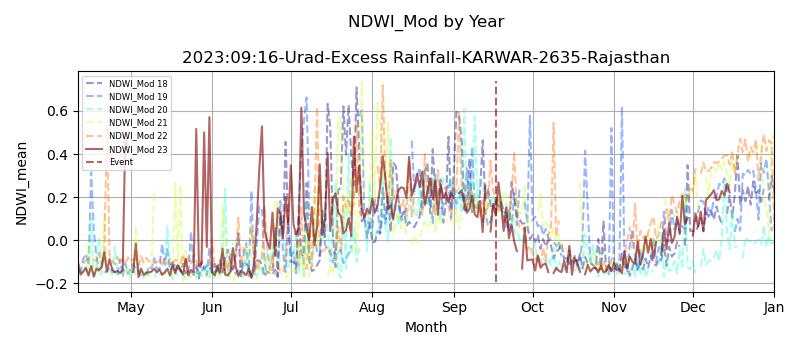 NDWI_Mod by Year
2023:09:16-Urad-Excess Rainfall-KARWAR-2635-Rajasthan
NDWI_Mod 18
NDWI_Mod 19
NDWI_Mod 20
NDWI_Mod 21
NDWI_Mod 22
NDWI_Mod 23
Event
NDWI_mean
0.6
0.4
0.2
0.0
−0.2
May Jun Jul Aug Sep Oct Nov Dec Jan
Month